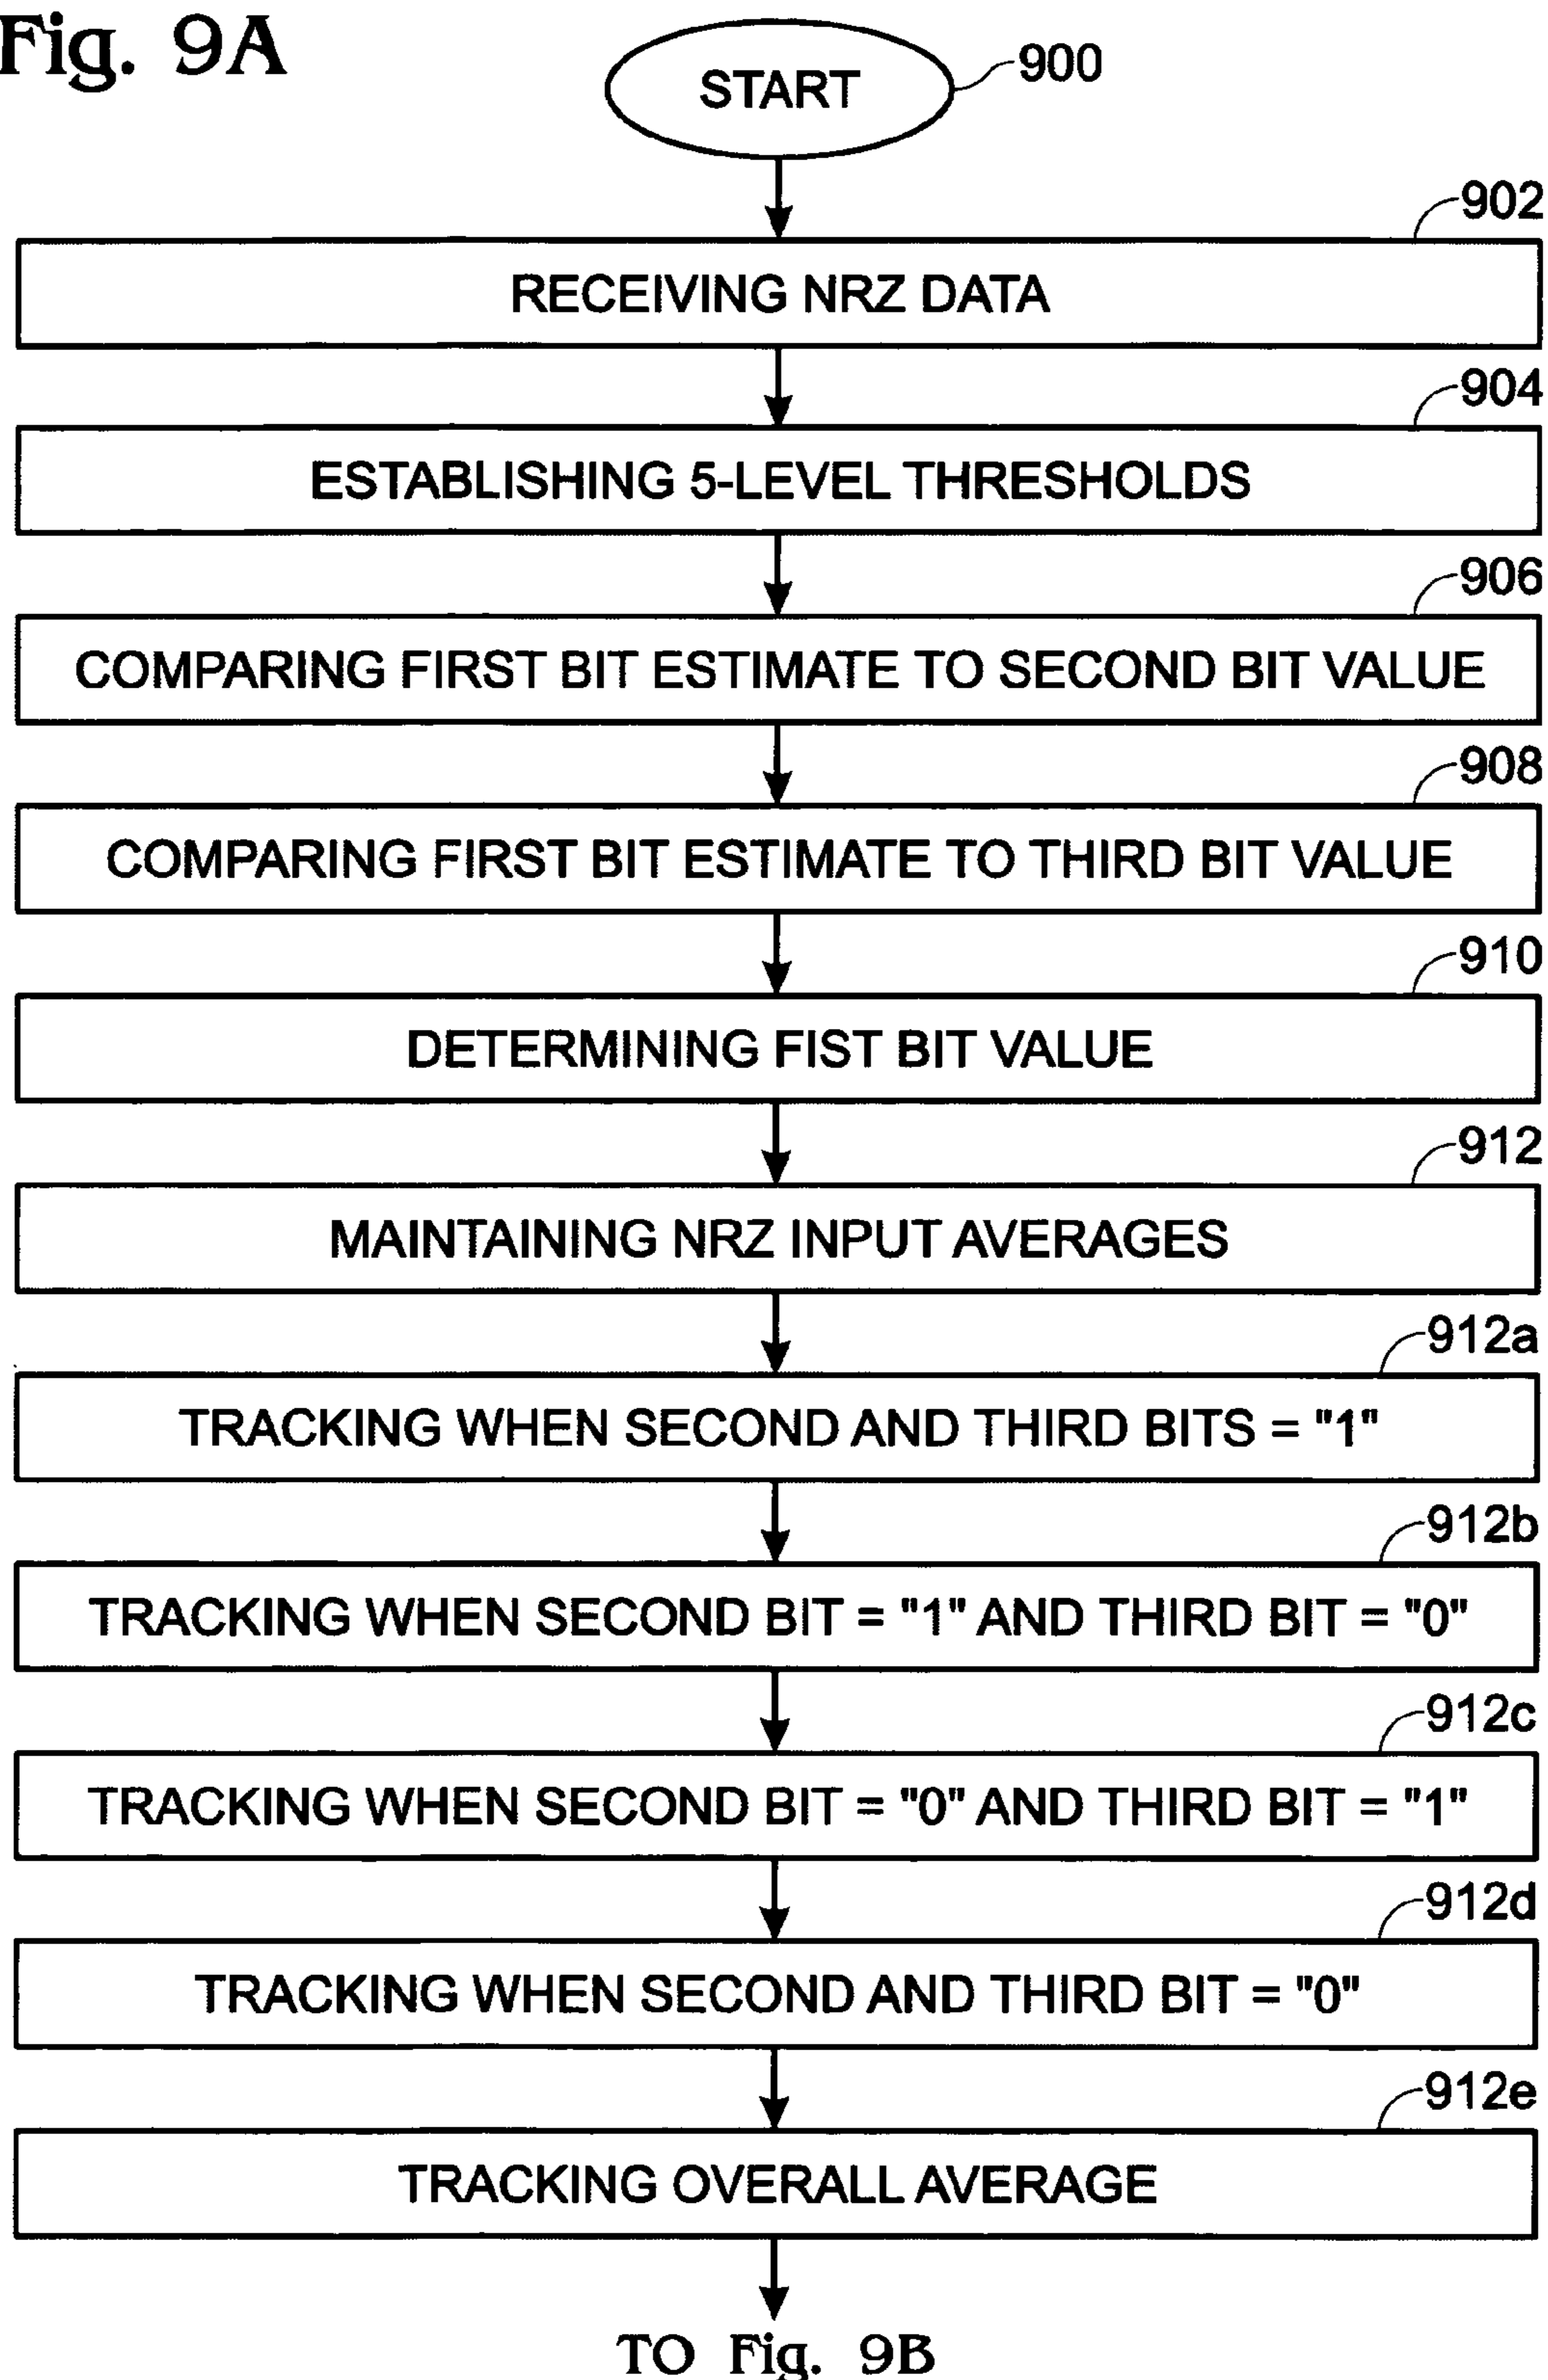 Fig. 9A
START
900
902
RECEIVING NRZ DATA
904
ESTABLISHING 5-LEVEL THRESHOLDS
906
COMPARING FIRST BIT ESTIMATE TO SECOND BIT VALUE
908
COMPARING FIRST BIT ESTIMATE TO THIRD BIT VALUE
910
DETERMINING FIST BIT VALUE
912
MAINTAINING NRZ INPUT AVERAGES
912a
TRACKING WHEN SECOND AND THIRD BITS = "1"
912b
TRACKING WHEN SECOND BIT = "1" AND THIRD BIT = "0"
912c
TRACKING WHEN SECOND BIT = "0" AND THIRD BIT = "1"
912d
TRACKING WHEN SECOND AND THIRD BIT = "0"
912e
TRACKING OVERALL AVERAGE
TO Fig. 9B